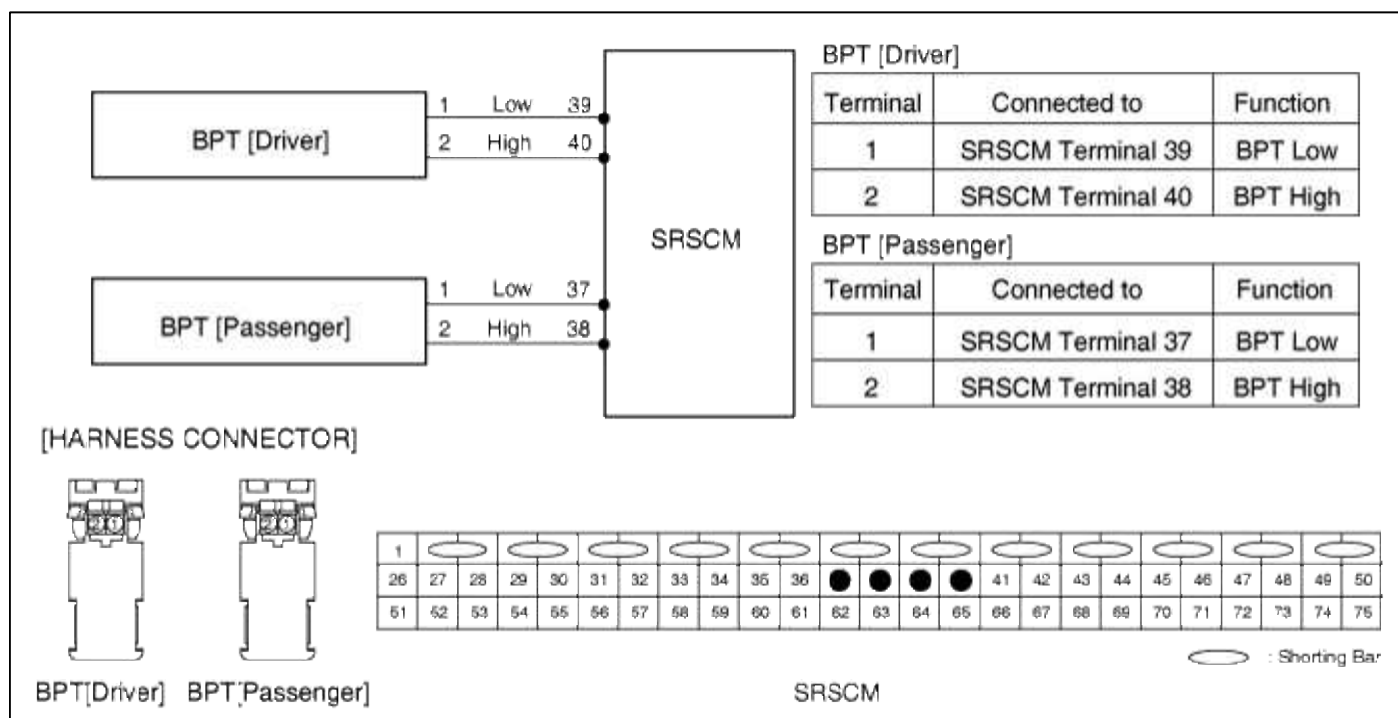 BPT [Driver]
1 Low 39
2 High 40
BPT [Passenger]
1 Low 37
2 High 38
SRSCM
BPT [Driver]
Terminal Connected to Function
1 SRSCM Terminal 39 BPT Low
2 SRSCM Terminal 40 BPT High
BPT [Passenger]
Terminal Connected to Function
1 SRSCM Terminal 37 BPT Low
2 SRSCM Terminal 38 BPT High
[HARNESS CONNECTOR]
2 1
2 1
BPT[Driver] BPT[Passenger]
1
26 27 28 29 30 31 32 33 34 35 36 41 42 43 44 45 46 47 48 49 50
51 52 53 54 55 56 57 58 59 60 61 62 63 64 65 66 67 68 69 70 71 72 73 74 75
: Shorting Bar
SRSCM